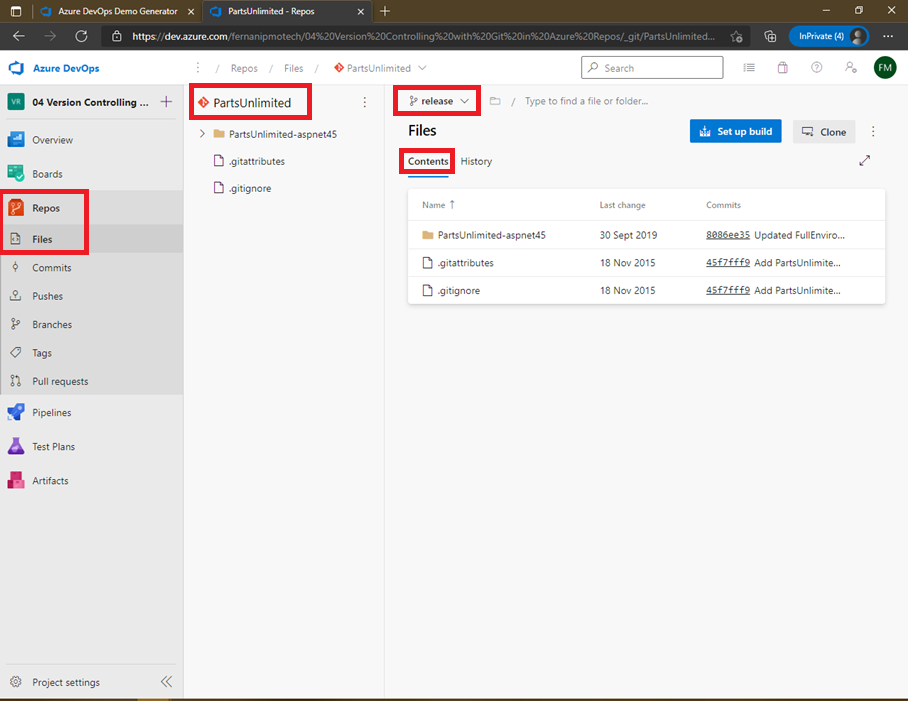 Azure DevOps Demo Generator
PartsUnlimited - Repos
https://dev.azure.com/fernanipmotech/04%20Version%20Controlling%20with%20Git%20in%20Azure%20Repos/_git/PartsUnlimited...
InPrivate (4)
Azure DevOps
/ Repos / Files / PartsUnlimited
Search
FM
VR
04 Version Controlling ...
Overview
Boards
Repos
Files
Commits
Pushes
Branches
Tags
Pull requests
Pipelines
Test Plans
Artifacts
Project settings
PartsUnlimited
PartsUnlimited-aspnet45
.gitattributes
.gitignore
release
/ Type to find a file or folder...
Files
Set up build
Clone
Contents
History
Name ↑ Last change Commits
PartsUnlimited-aspnet45 30 Sept 2019 8086ee35 Updated FullEnviro...
.gitattributes 18 Nov 2015 45f7fff9 Add PartsUnlimite...
.gitignore 18 Nov 2015 45f7fff9 Add PartsUnlimite...